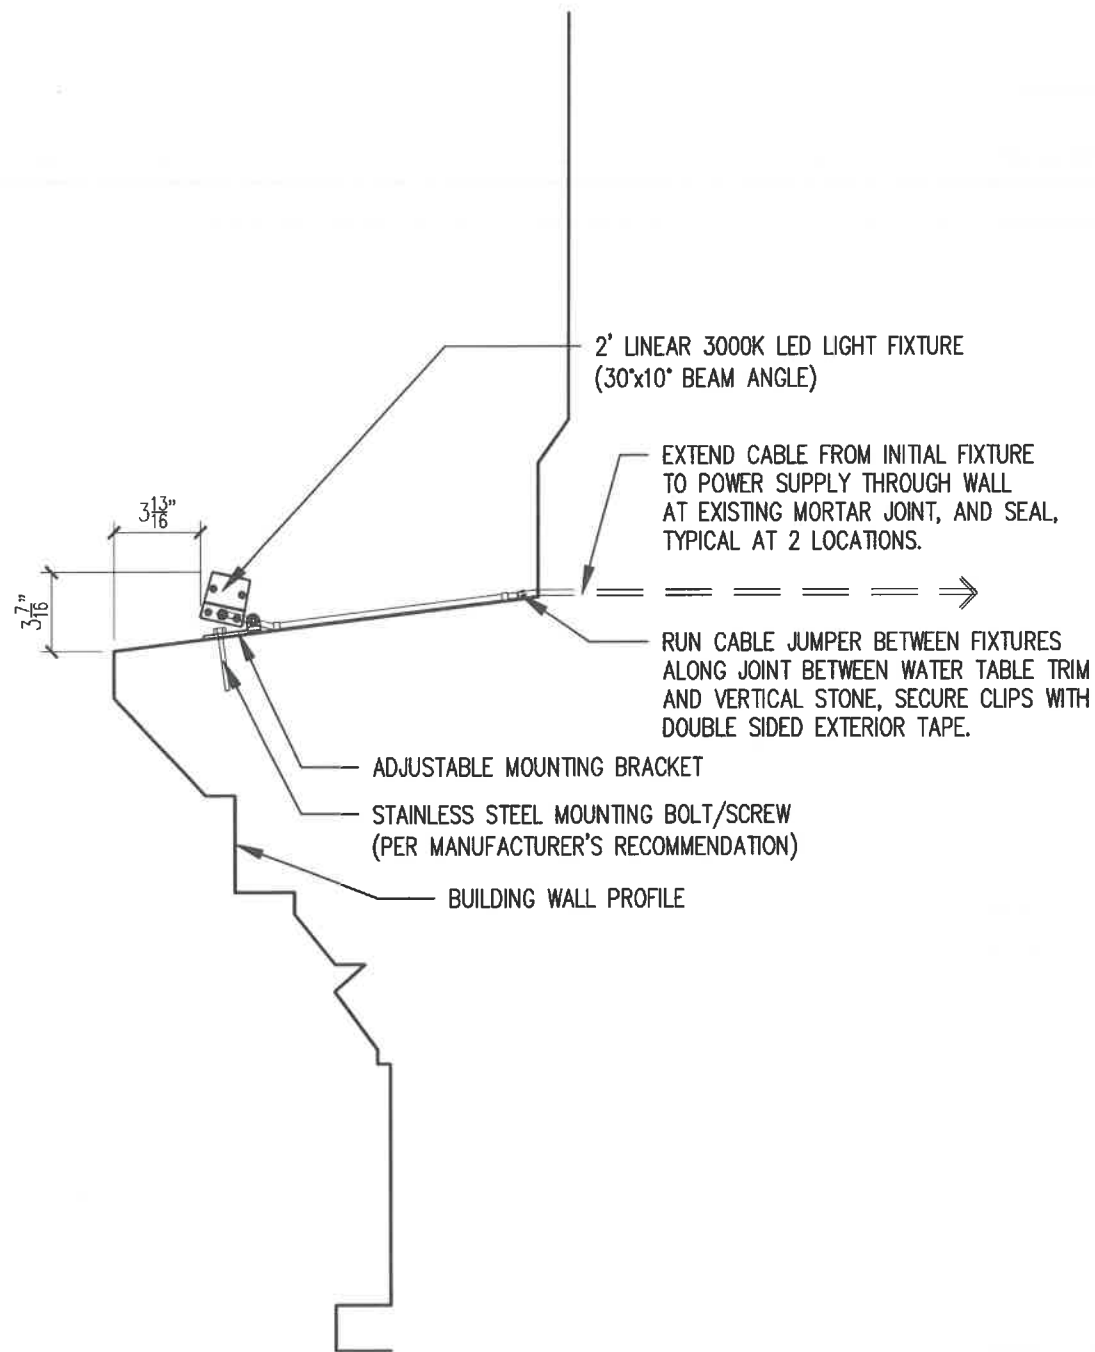 2' LINEAR 3000K LED LIGHT FIXTURE
(30°x10° BEAM ANGLE)
EXTEND CABLE FROM INITIAL FIXTURE
TO POWER SUPPLY THROUGH WALL
AT EXISTING MORTAR JOINT, AND SEAL,
TYPICAL AT 2 LOCATIONS.
3 13/16"
3 7/16"
RUN CABLE JUMPER BETWEEN FIXTURES
ALONG JOINT BETWEEN WATER TABLE TRIM
AND VERTICAL STONE, SECURE CLIPS WITH
DOUBLE SIDED EXTERIOR TAPE.
ADJUSTABLE MOUNTING BRACKET
STAINLESS STEEL MOUNTING BOLT/SCREW
(PER MANUFACTURER'S RECOMMENDATION)
BUILDING WALL PROFILE